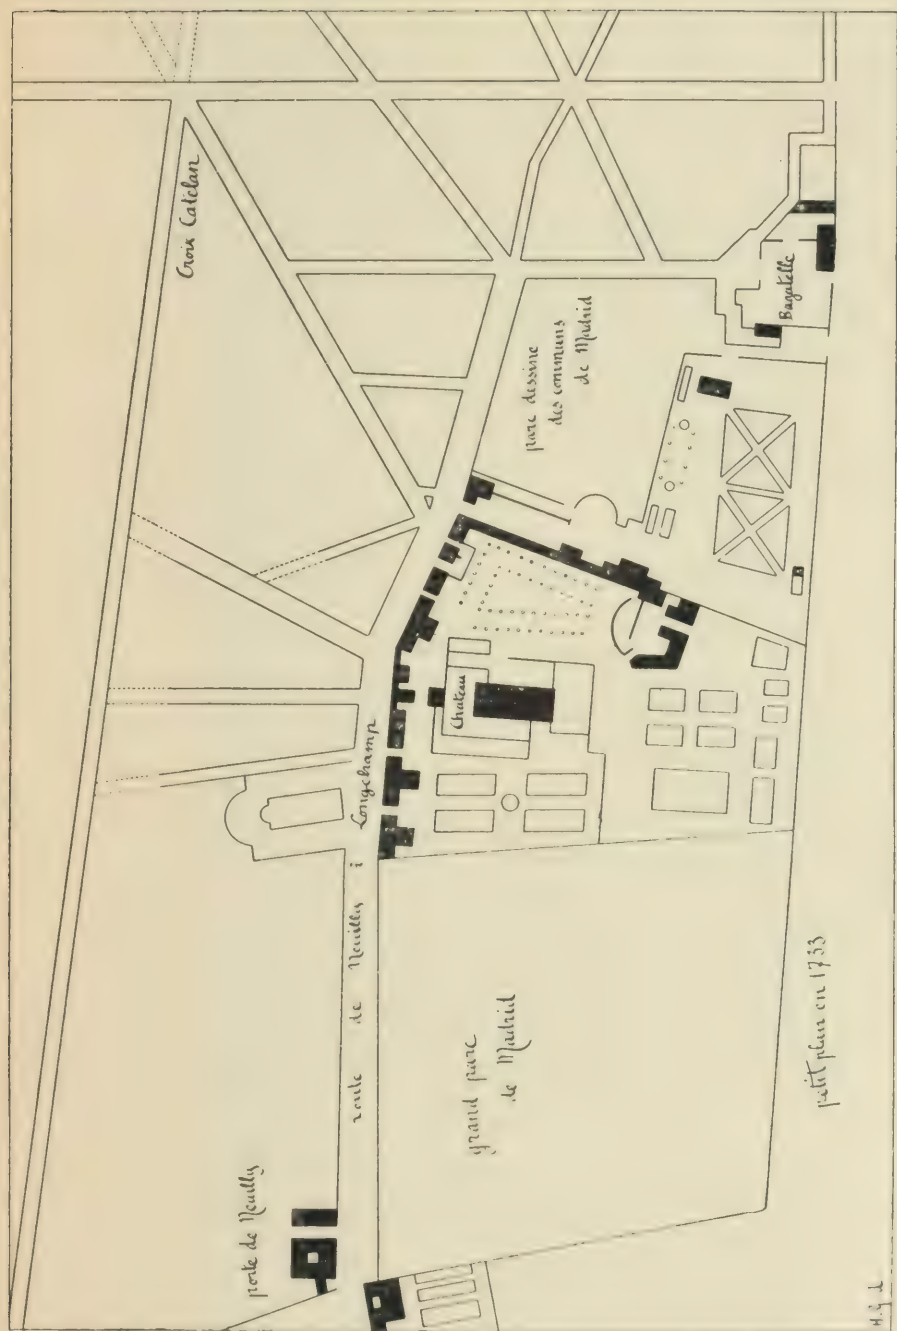 Croix Catelan
porte de Neuilly
route de Neuilly à Longchamp
Chateau
grand parc
de Madrid
parc dessine
des communs
de Madrid
Bagatelle
petit plan en 1733